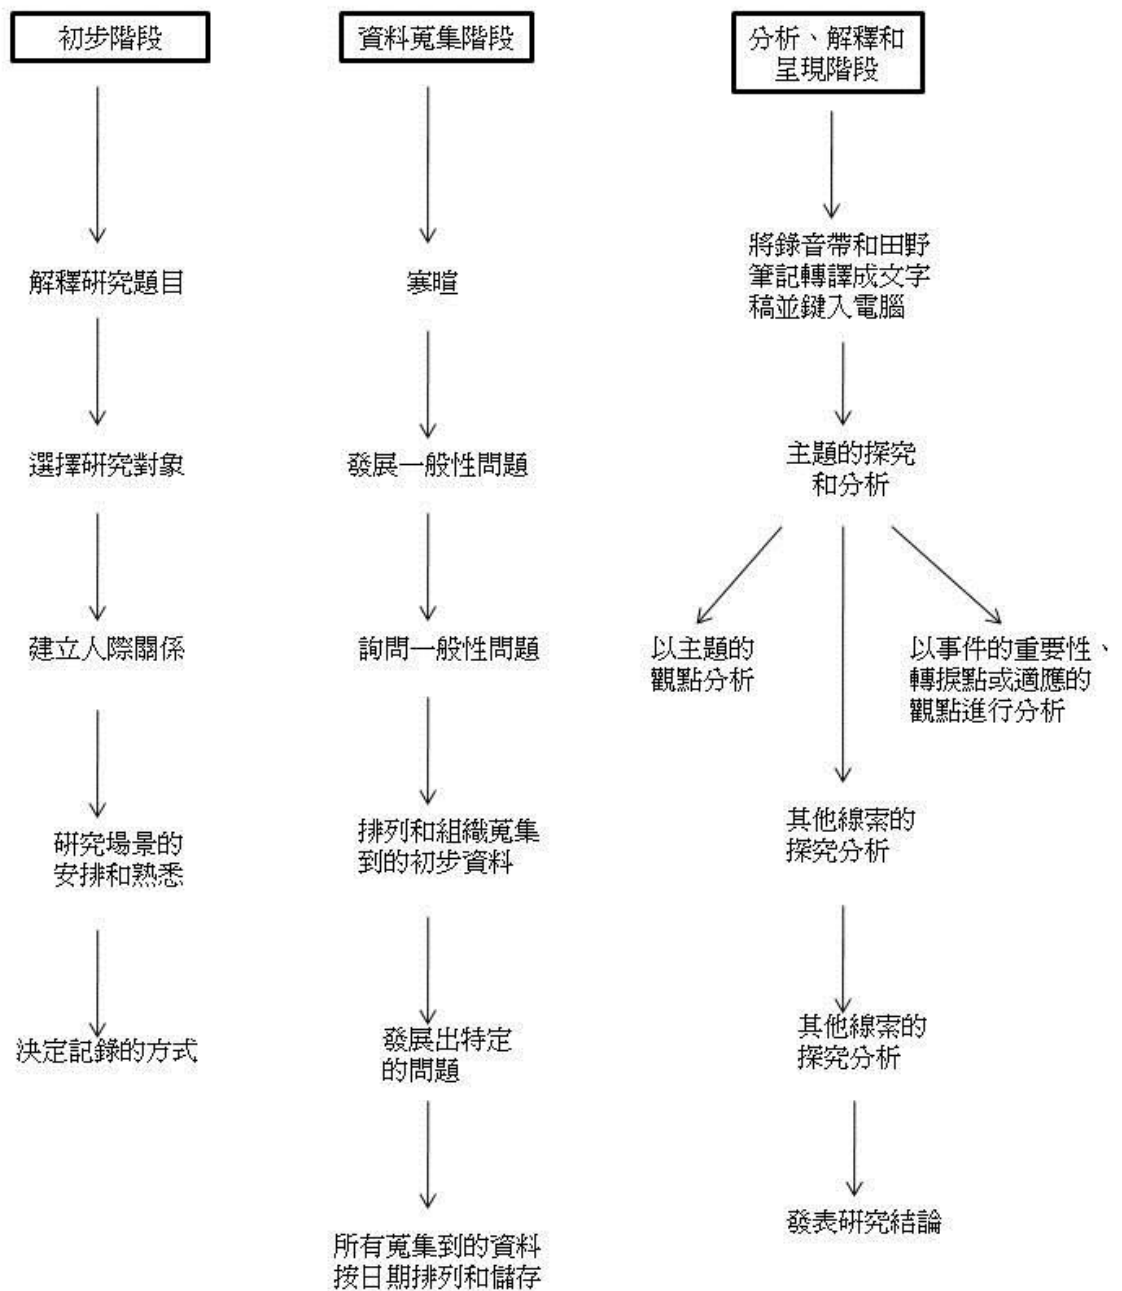 初步階段
解釋研究題目
選擇研究對象
建立人際關係
研究場景的
安排和熟悉
決定記錄的方式
資料蒐集階段
寒暄
發展一般性問題
詢問一般性問題
排列和組織蒐集
到的初步資料
發展出特定
的問題
所有蒐集到的資料
按日期排列和儲存
分析、解釋和
呈現階段
將錄音帶和田野
筆記轉譯成文字
稿並鍵入電腦
主題的探究
和分析
以主題的
觀點分析
以事件的重要性、
轉捩點或適應的
觀點進行分析
其他線索的
探究分析
其他線索的
探究分析
發表研究結論